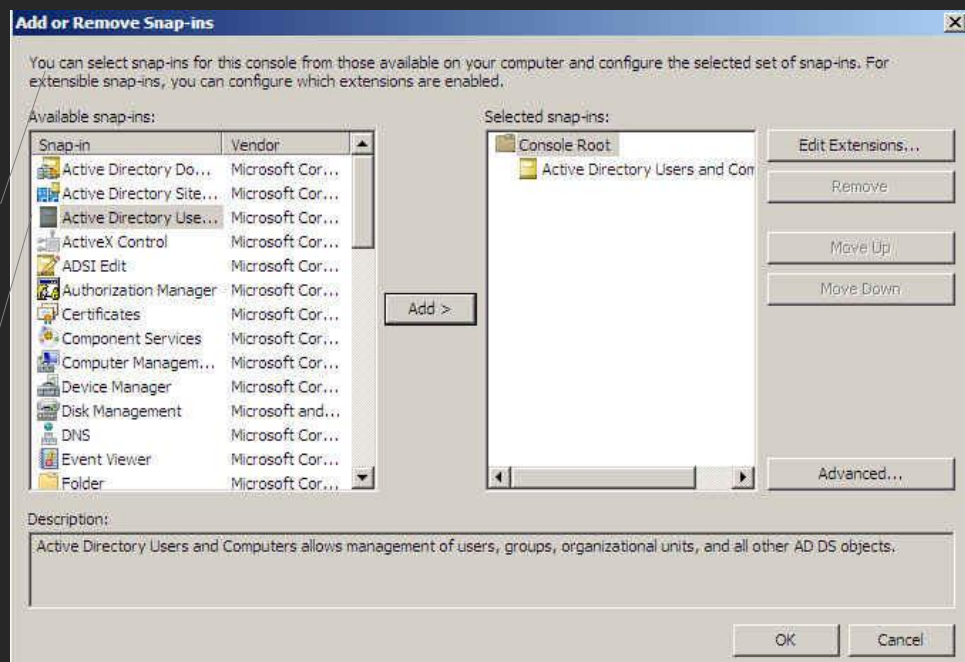 Add or Remove Snap-ins
You can select snap-ins for this console from those available on your computer and configure the selected set of snap-ins. For
extensible snap-ins, you can configure which extensions are enabled.
Available snap-ins:
Snap-in Vendor
Active Directory Do... Microsoft Cor...
Active Directory Site... Microsoft Cor...
Active Directory Use... Microsoft Cor...
ActiveX Control Microsoft Cor...
ADSI Edit Microsoft Cor...
Authorization Manager Microsoft Cor...
Certificates Microsoft Cor...
Component Services Microsoft Cor...
Computer Managem... Microsoft Cor...
Device Manager Microsoft Cor...
Disk Management Microsoft and...
DNS Microsoft Cor...
Event Viewer Microsoft Cor...
Folder Microsoft Cor...
Add >
Selected snap-ins:
Console Root
Active Directory Users and Com
Edit Extensions...
Remove
Move Up
Move Down
Advanced...
Description:
Active Directory Users and Computers allows management of users, groups, organizational units, and all other AD DS objects.
OK Cancel